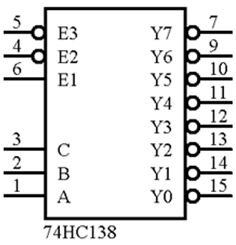 5 E3 Y7 7
4 E2 Y6 9
6 E1 Y5 10
Y4 11
Y3 12
3 C Y2 13
2 B Y1 14
1 A Y0 15
74HC138